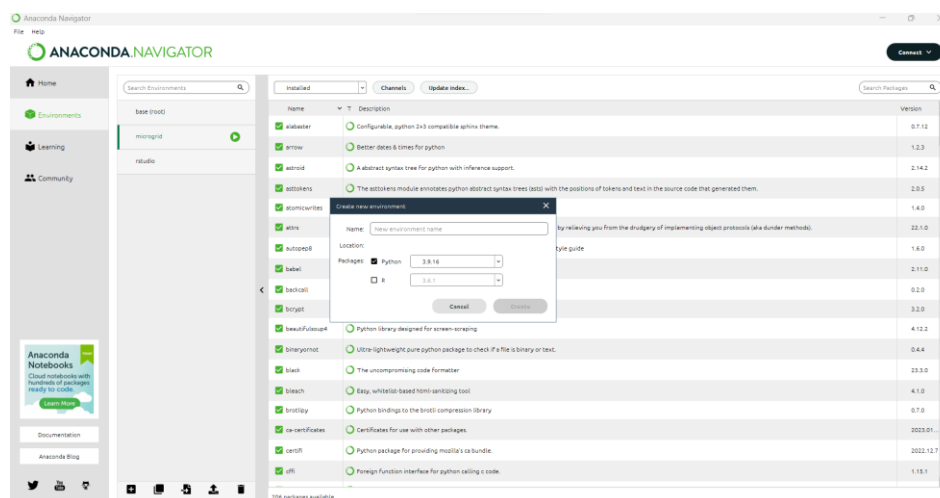 Anaconda Navigator
File Help
ANACONDA.NAVIGATOR
Connect
Home
Environments
Learning
Community
Anaconda Notebooks
Cloud notebooks with
hundreds of packages
ready to code.
Learn More
Documentation
Anaconda Blog
Search Environments
base (root)
microgrid
rstudio
Installed Channels Update index... Search Packages
Name T Description Version
alabaster Configurable, python 2+3 compatible sphinx theme. 0.7.12
arrow Better dates & times for python 1.2.3
astroid A abstract syntax tree for python with inference support. 2.14.2
asttokens The asttokens module annotates python abstract syntax trees (asts) with the positions of tokens and text in the source code that generated them. 2.0.5
atomicwrites 1.4.0
attrs by relieving you from the drudgery of implementing object protocols (aka dunder methods). 22.1.0
autopep8 tyle guide 1.6.0
babel 2.11.0
backcall 0.2.0
bcrypt 3.2.0
beautifulsoup4 Python library designed for screen-scraping 4.12.2
binaryornot Ultra-lightweight pure python package to check if a file is binary or text. 0.4.4
black The uncompromising code formatter 23.3.0
bleach Easy, whitelist-based html-sanitizing tool 4.1.0
brotlipy Python bindings to the brotli compression library 0.7.0
ca-certificates Certificates for use with other packages. 2023.01...
certifi Python package for providing mozilla's ca bundle. 2022.12.7
cffi Foreign function interface for python calling c code. 1.15.1
206 packages available
Create new environment
Name: New environment name
Location:
Packages: Python 3.9.16
R 3.6.1
Cancel Create